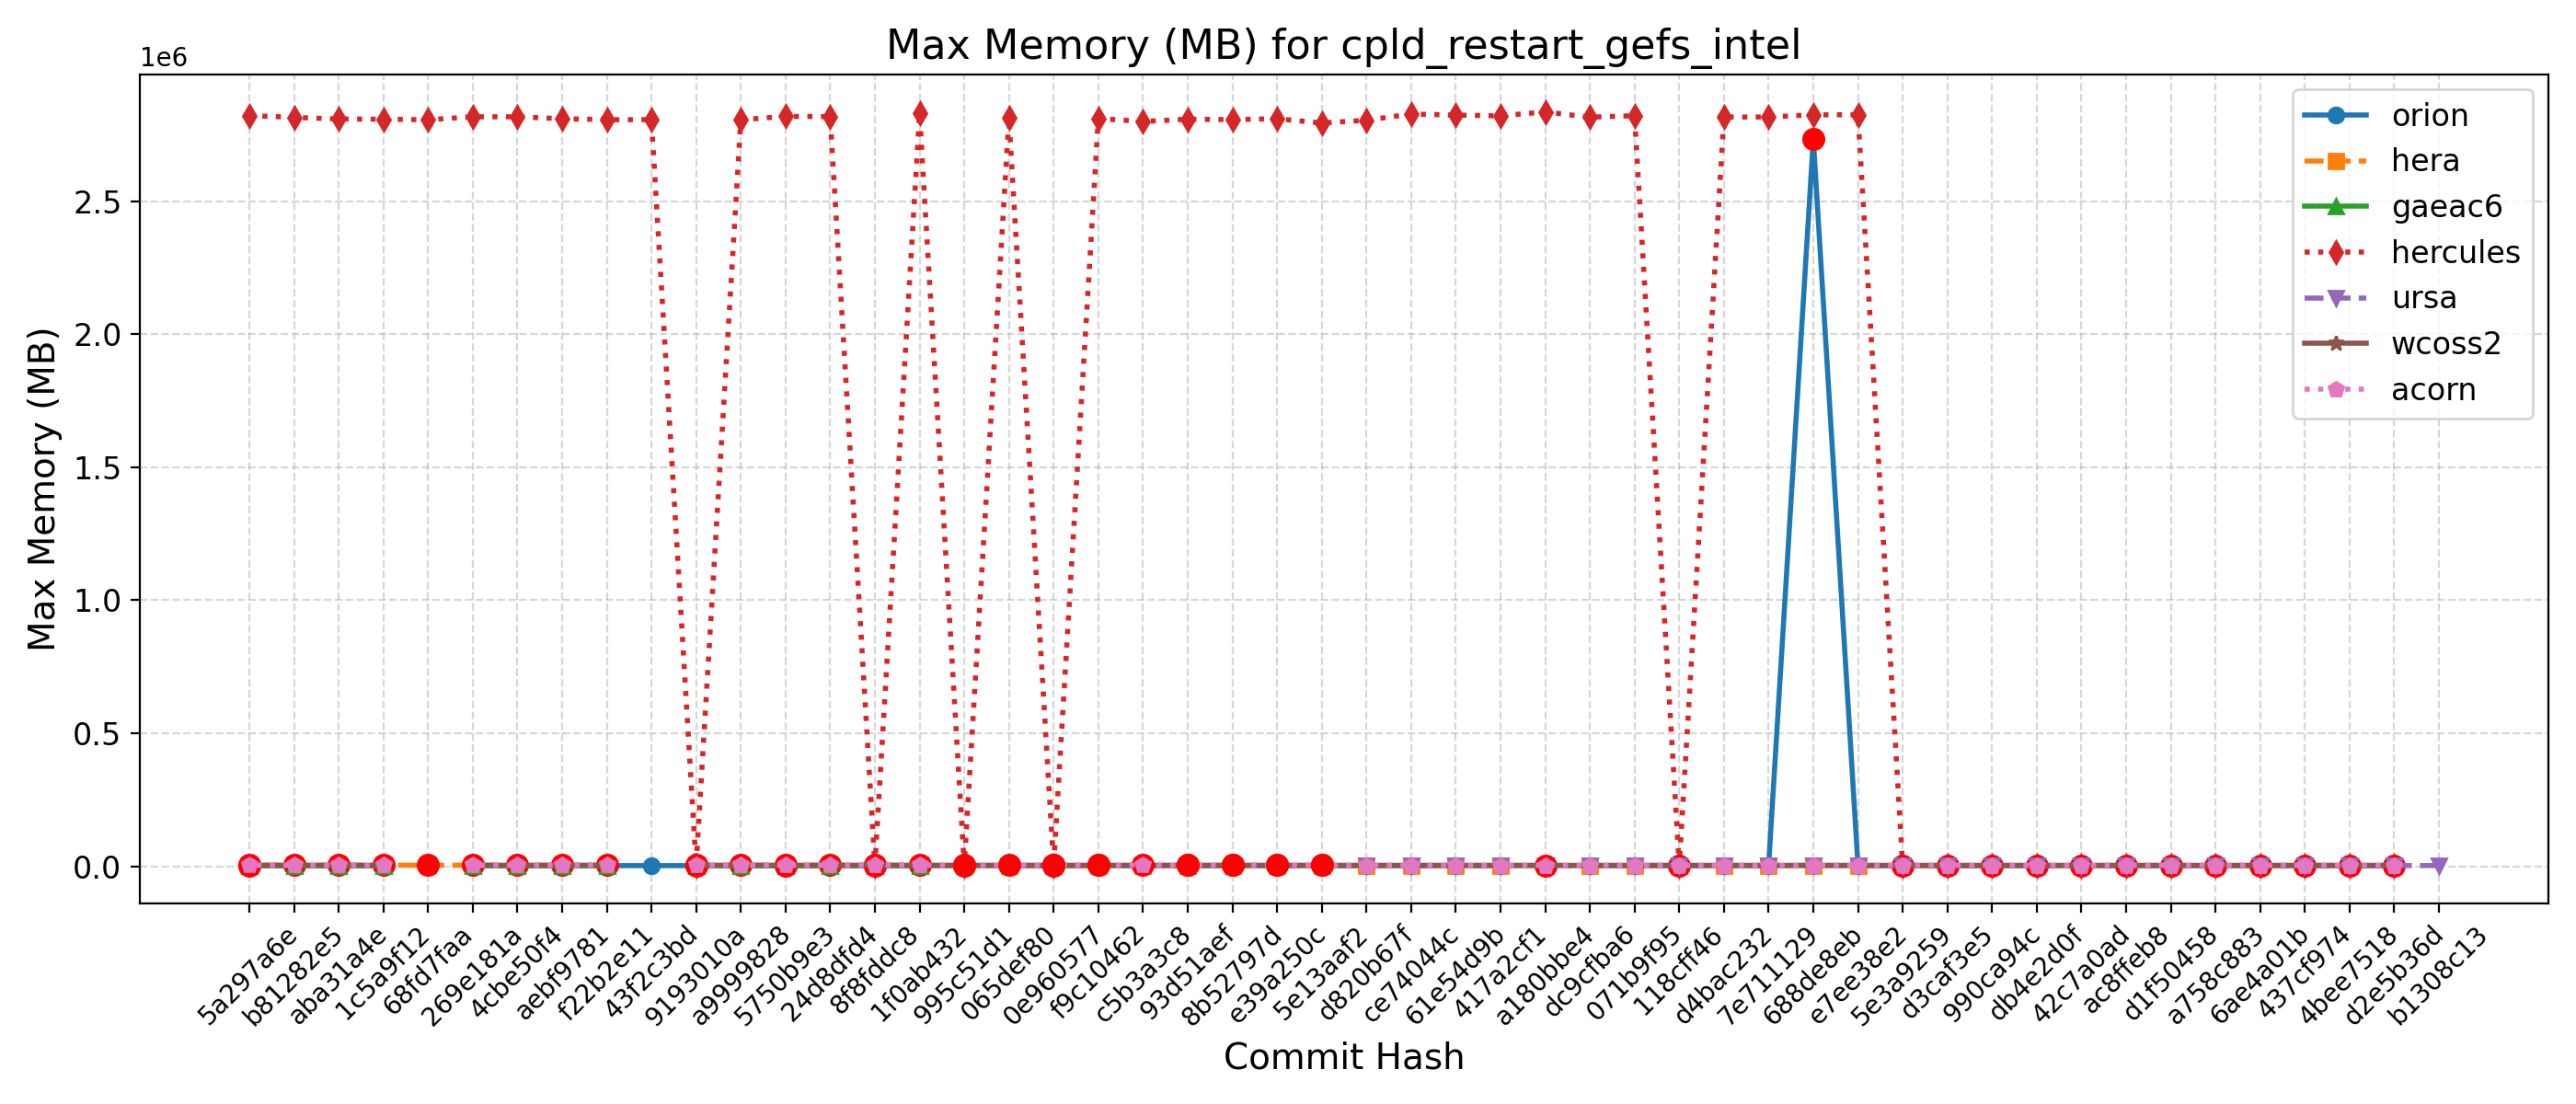 Max Memory (MB) for cpld_restart_gefs_intel
1e6
Max Memory (MB)
2.5
2.0
1.5
1.0
0.5
0.0
orion
hera
gaeac6
hercules
ursa
wcoss2
acorn
5a297a6e
b81282e5
aba31a4e
1c5a9f12
68fd7faa
269e181a
4cbe50f4
aebf9781
f22b2e11
43f2c3bd
9193010a
a9999828
5750b9e3
24d8dfd4
8f8fddc8
1f0ab432
995c51d1
065def80
0e960577
f9c10462
c5b3a3c8
93d51aef
8b52797d
e39a250c
5e13aaf2
d820b67f
ce74044c
61e54d9b
417a2cf1
a180bbe4
dc9cfba6
071b9f95
118cff46
d4bac232
7e711129
688de8eb
e7ee38e2
5e3a9259
d3caf3e5
990ca94c
db4e2d0f
42c7a0ad
ac8ffeb8
d1f50458
a758c883
6ae4a01b
437cf974
4bee7518
d2e5b36d
b1308c13
Commit Hash